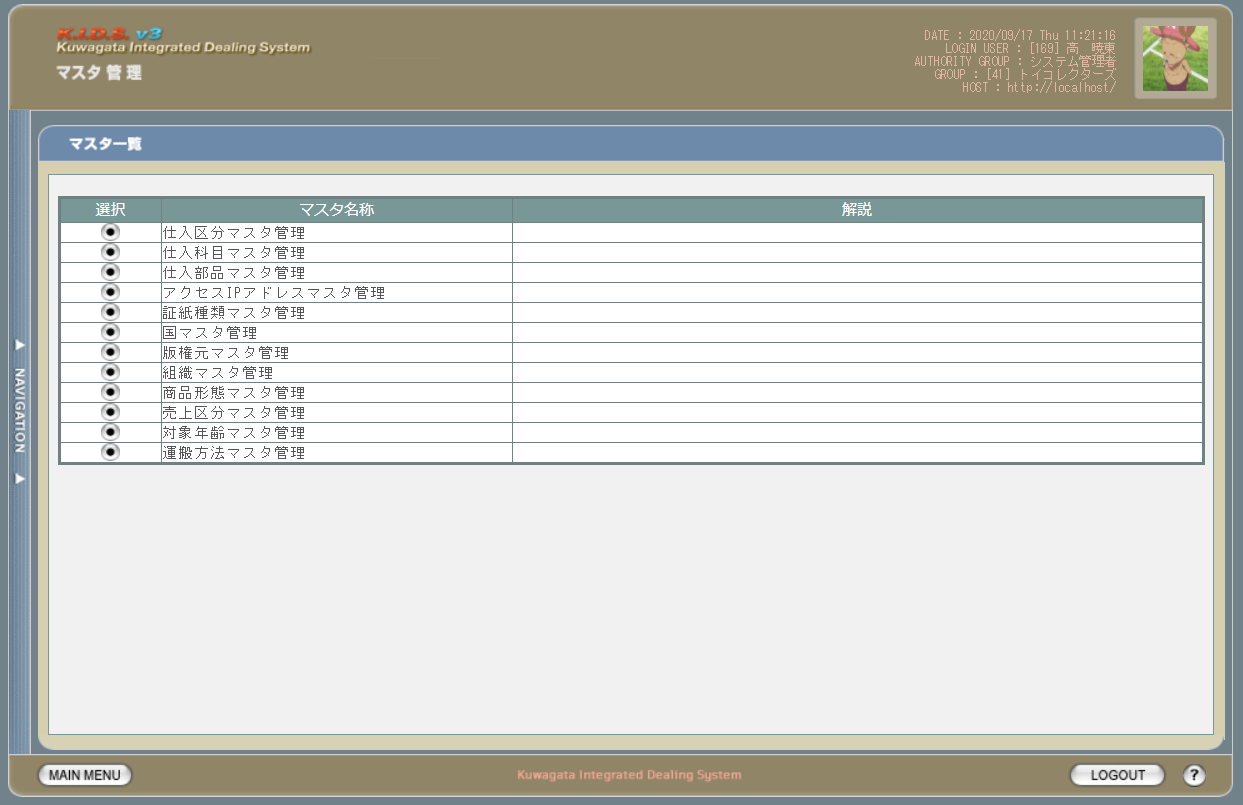 K.I.D.S. v3
Kuwagata Integrated Dealing System
マスタ管理
DATE : 2020/09/17 Thu 11:21:16
LOGIN USER : [169] 高　暁東
AUTHORITY GROUP : システム管理者
GROUP : [41] トイコレクターズ
HOST : http://localhost/
マスター覧
選択 マスタ名称 解説
仕入区分マスタ管理
仕入科目マスタ管理
仕入部品マスタ管理
アクセスIPアドレスマスタ管理
証紙種類マスタ管理
国マスタ管理
版権元マスタ管理
組織マスタ管理
商品形態マスタ管理
売上区分マスタ管理
対象年齢マスタ管理
運搬方法マスタ管理
NAVIGATION
MAIN MENU Kuwagata Integrated Dealing System LOGOUT ?